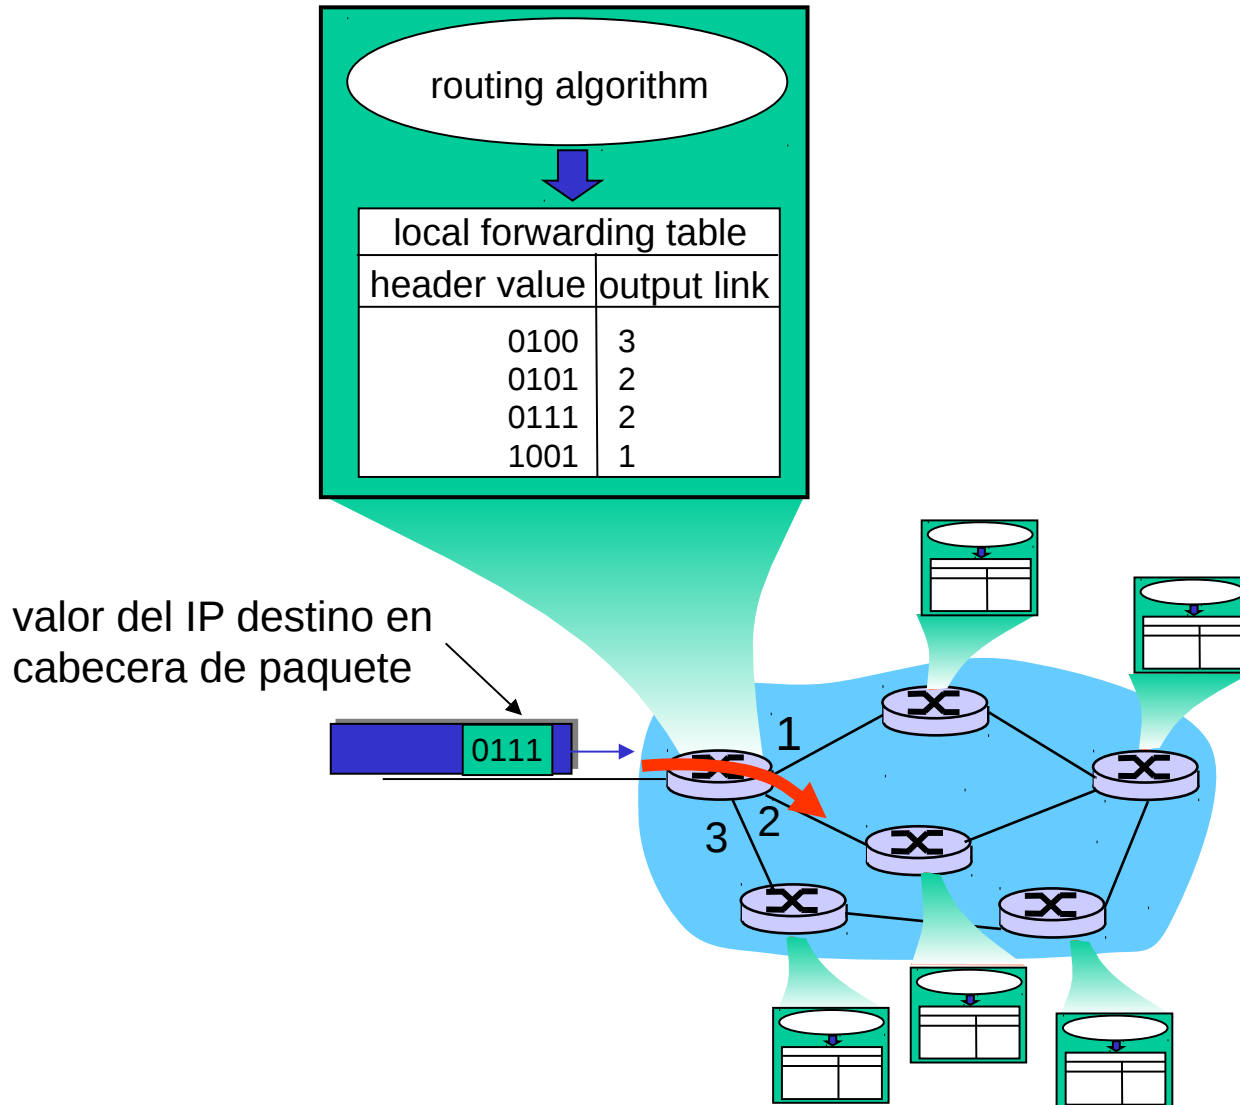 routing algorithm
local forwarding table
header value output link
0100 3
0101 2
0111 2
1001 1
valor del IP destino en
cabecera de paquete
0111
1
2
3